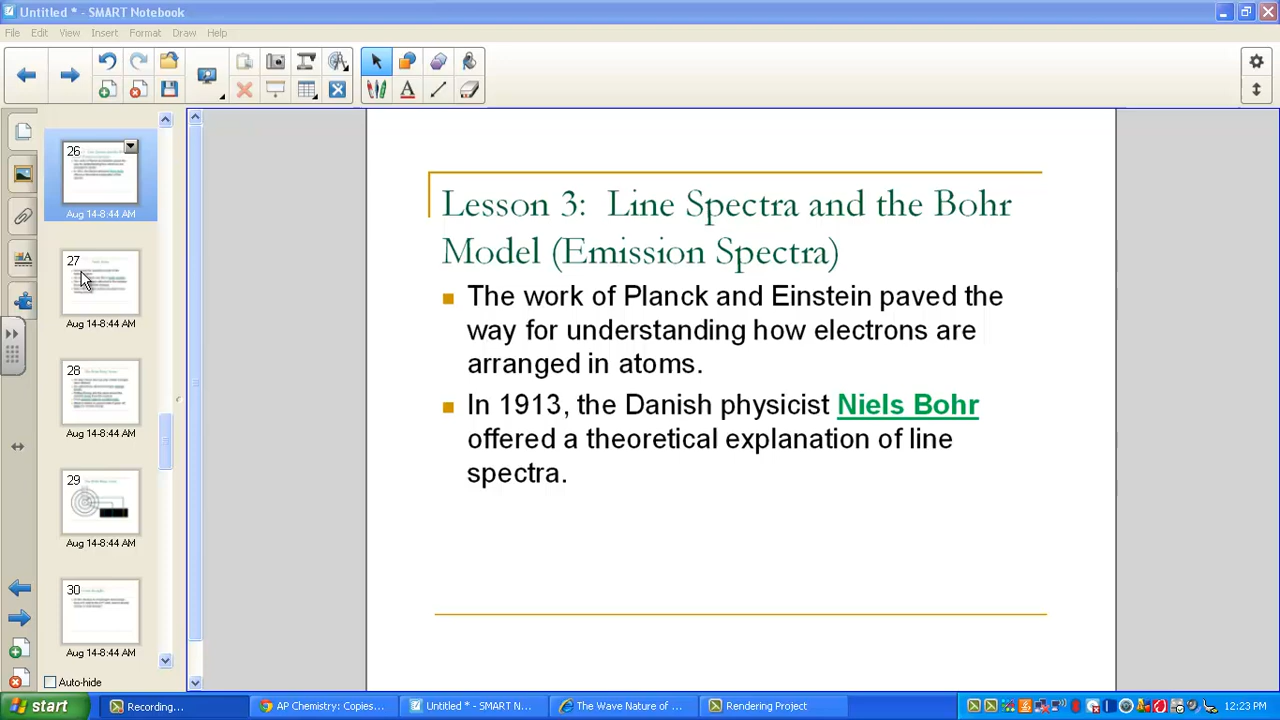 Untitled * - SMART Notebook
File Edit View Insert Format Draw Help
26
Aug 14-8:44 AM
27
Aug 14-8:44 AM
28
Aug 14-8:44 AM
29
Aug 14-8:44 AM
30
Aug 14-8:44 AM
Auto-hide
Lesson 3: Line Spectra and the Bohr
Model (Emission Spectra)
The work of Planck and Einstein paved the
way for understanding how electrons are
arranged in atoms.
In 1913, the Danish physicist Niels Bohr
offered a theoretical explanation of line
spectra.
start Recording... AP Chemistry: Copies... Untitled * - SMART N... The Wave Nature of ... Rendering Project 12:23 PM